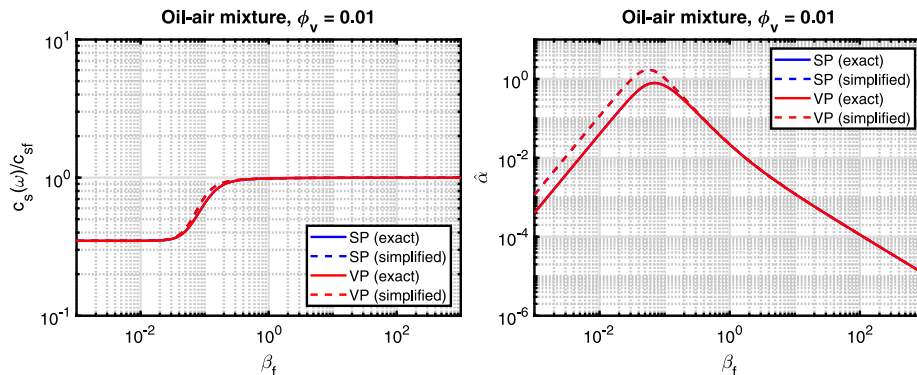 Oil-air mixture, ϕv = 0.01
10^1
10^0
10^-1
cs(ω)/csf
SP (exact)
SP (simplified)
VP (exact)
VP (simplified)
10^-2
10^0
10^2
βf
Oil-air mixture, ϕv = 0.01
10^0
10^-2
10^-4
10^-6
α̂
SP (exact)
SP (simplified)
VP (exact)
VP (simplified)
10^-2
10^0
10^2
βf